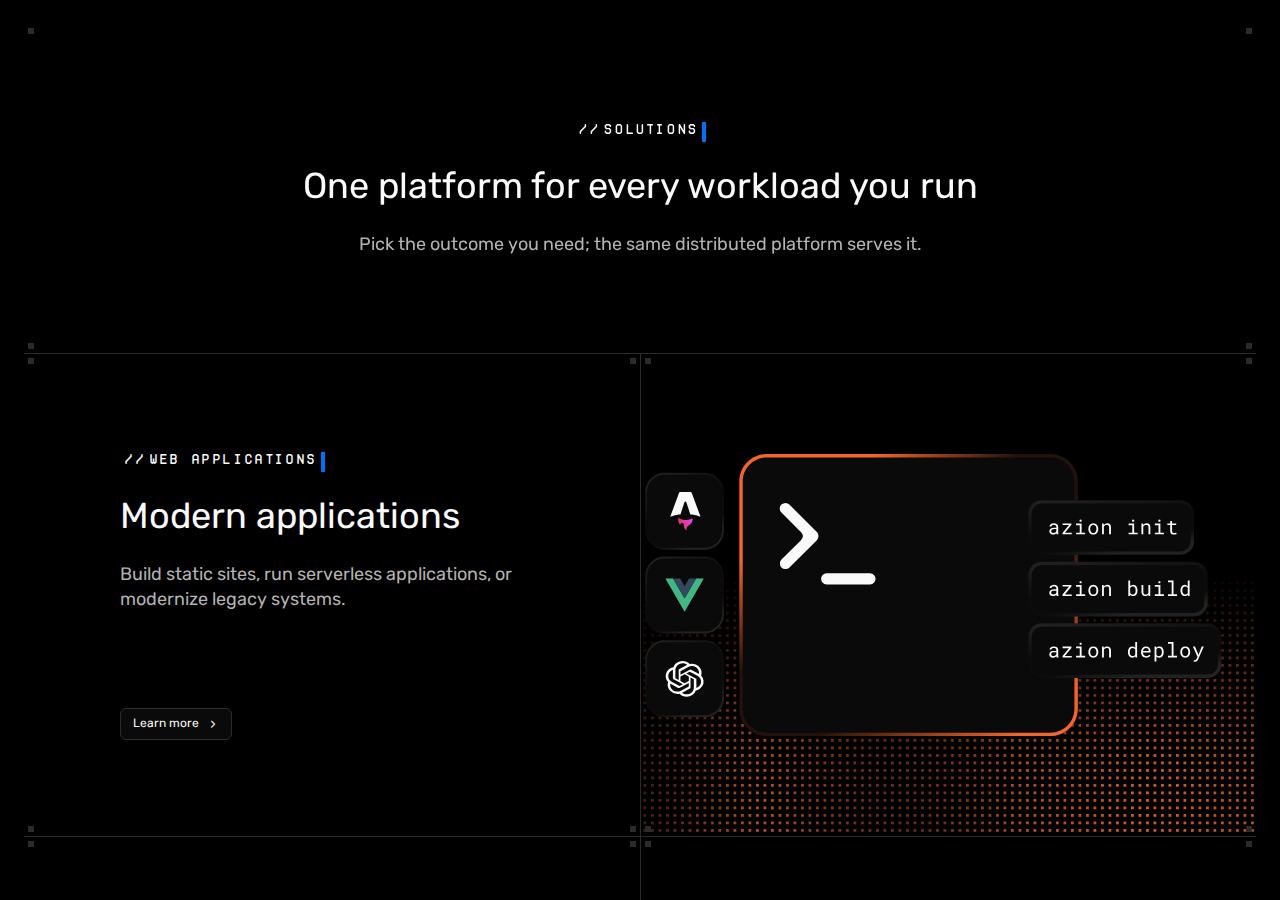 // SOLUTIONS
One platform for every workload you run
Pick the outcome you need; the same distributed platform serves it.
// WEB APPLICATIONS
Modern applications
Build static sites, run serverless applications, or
modernize legacy systems.
Learn more
azion init
azion build
azion deploy